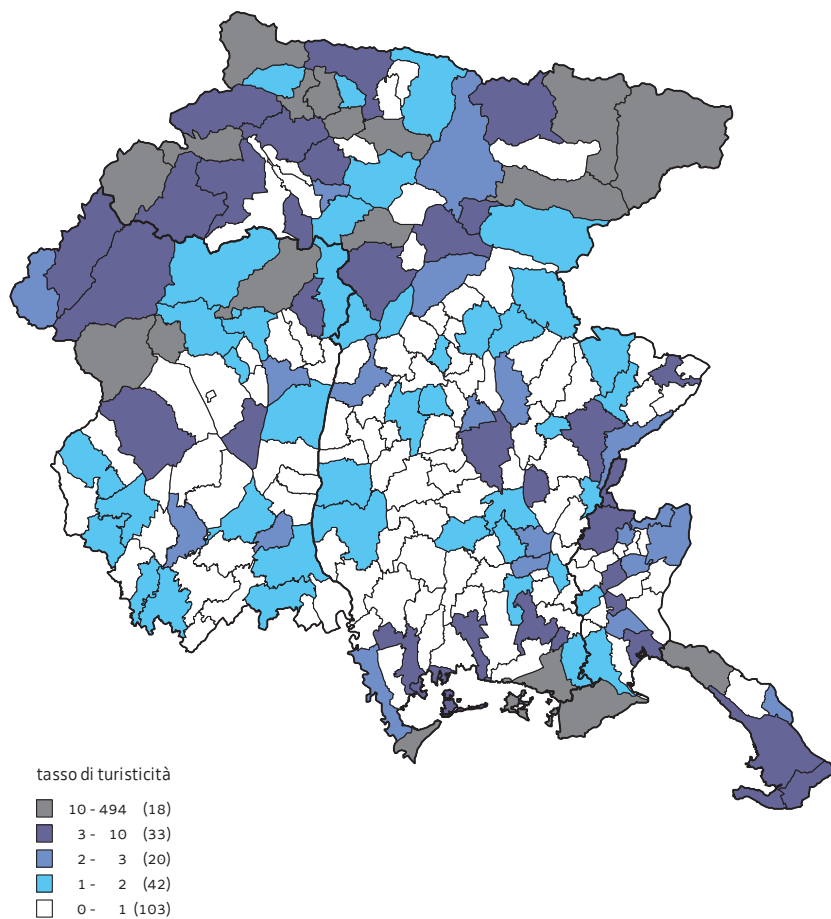 tasso di turisticità
10 - 494 (18)
3 - 10 (33)
2 - 3 (20)
1 - 2 (42)
0 - 1 (103)